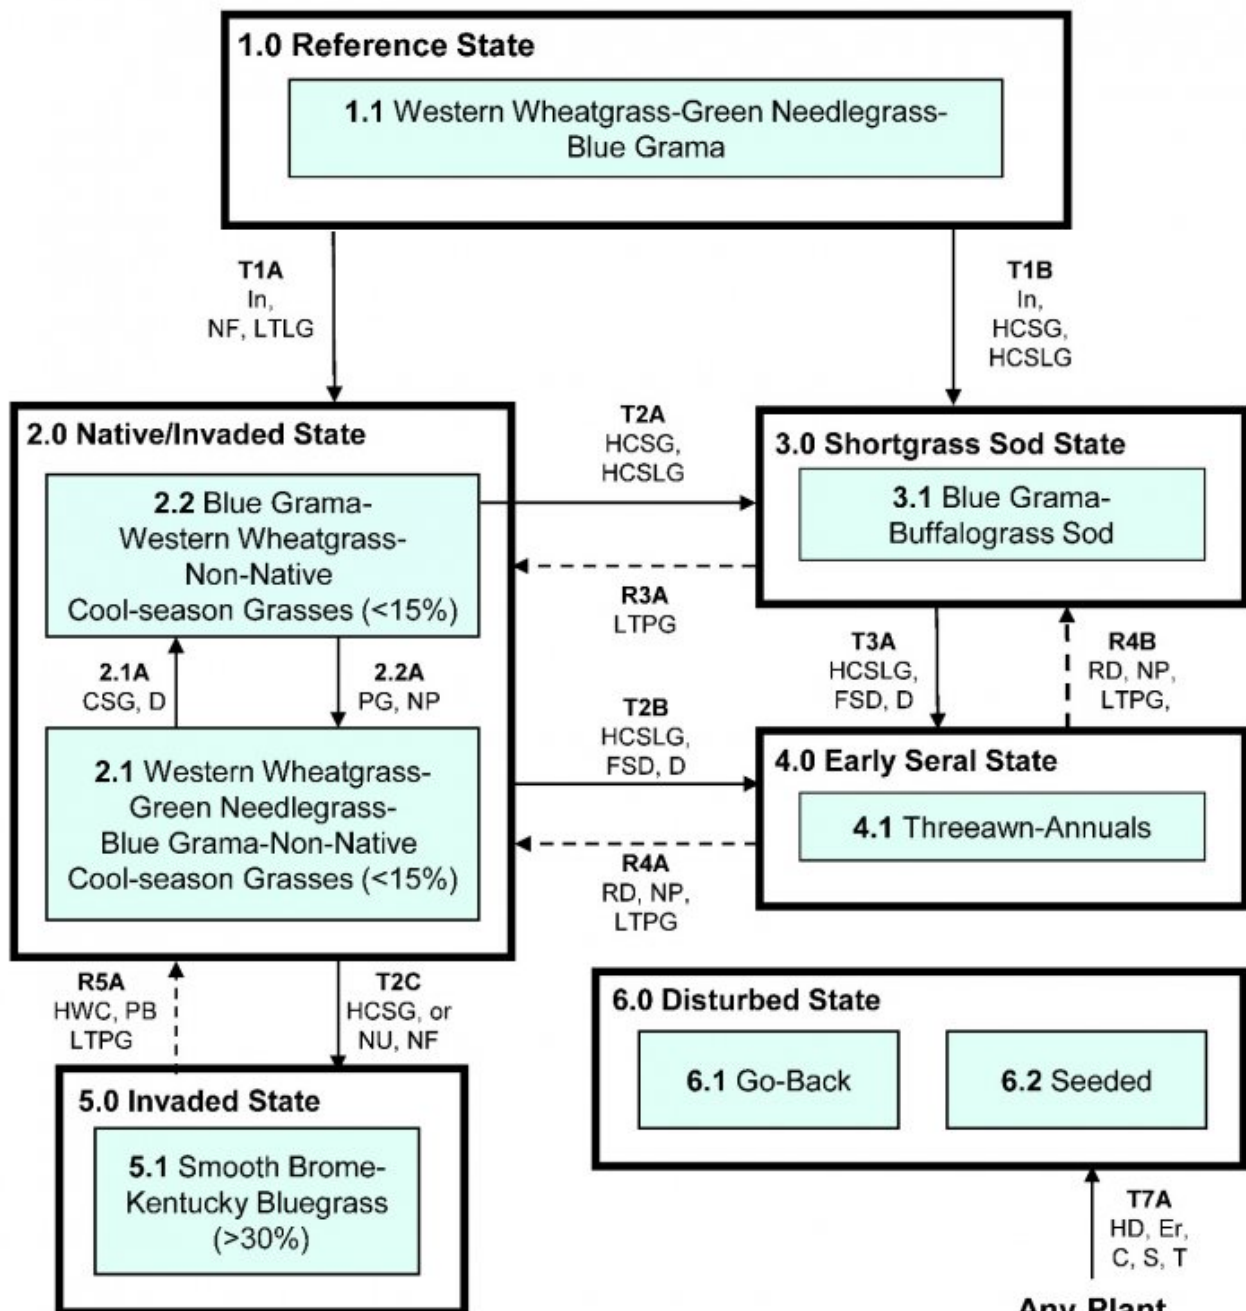 1.0 Reference State
1.1 Western Wheatgrass-Green Needlegrass-
Blue Grama
T1A
In,
NF, LTLG
T1B
In,
HCSG,
HCSLG
2.0 Native/Invaded State
2.2 Blue Grama-
Western Wheatgrass-
Non-Native
Cool-season Grasses (<15%)
2.1A
CSG, D
2.2A
PG, NP
2.1 Western Wheatgrass-
Green Needlegrass-
Blue Grama-Non-Native
Cool-season Grasses (<15%)
T2A
HCSG,
HCSLG
R3A
LTPG
3.0 Shortgrass Sod State
3.1 Blue Grama-
Buffalograss Sod
T3A
HCSLG,
FSD, D
R4B
RD, NP,
LTPG,
T2B
HCSLG,
FSD, D
R4A
RD, NP,
LTPG
4.0 Early Seral State
4.1 Threeawn-Annuals
R5A
HWC, PB
LTPG
T2C
HCSG, or
NU, NF
5.0 Invaded State
5.1 Smooth Brome-
Kentucky Bluegrass
(>30%)
6.0 Disturbed State
6.1 Go-Back
6.2 Seeded
T7A
HD, Er,
C, S, T
Any Plant